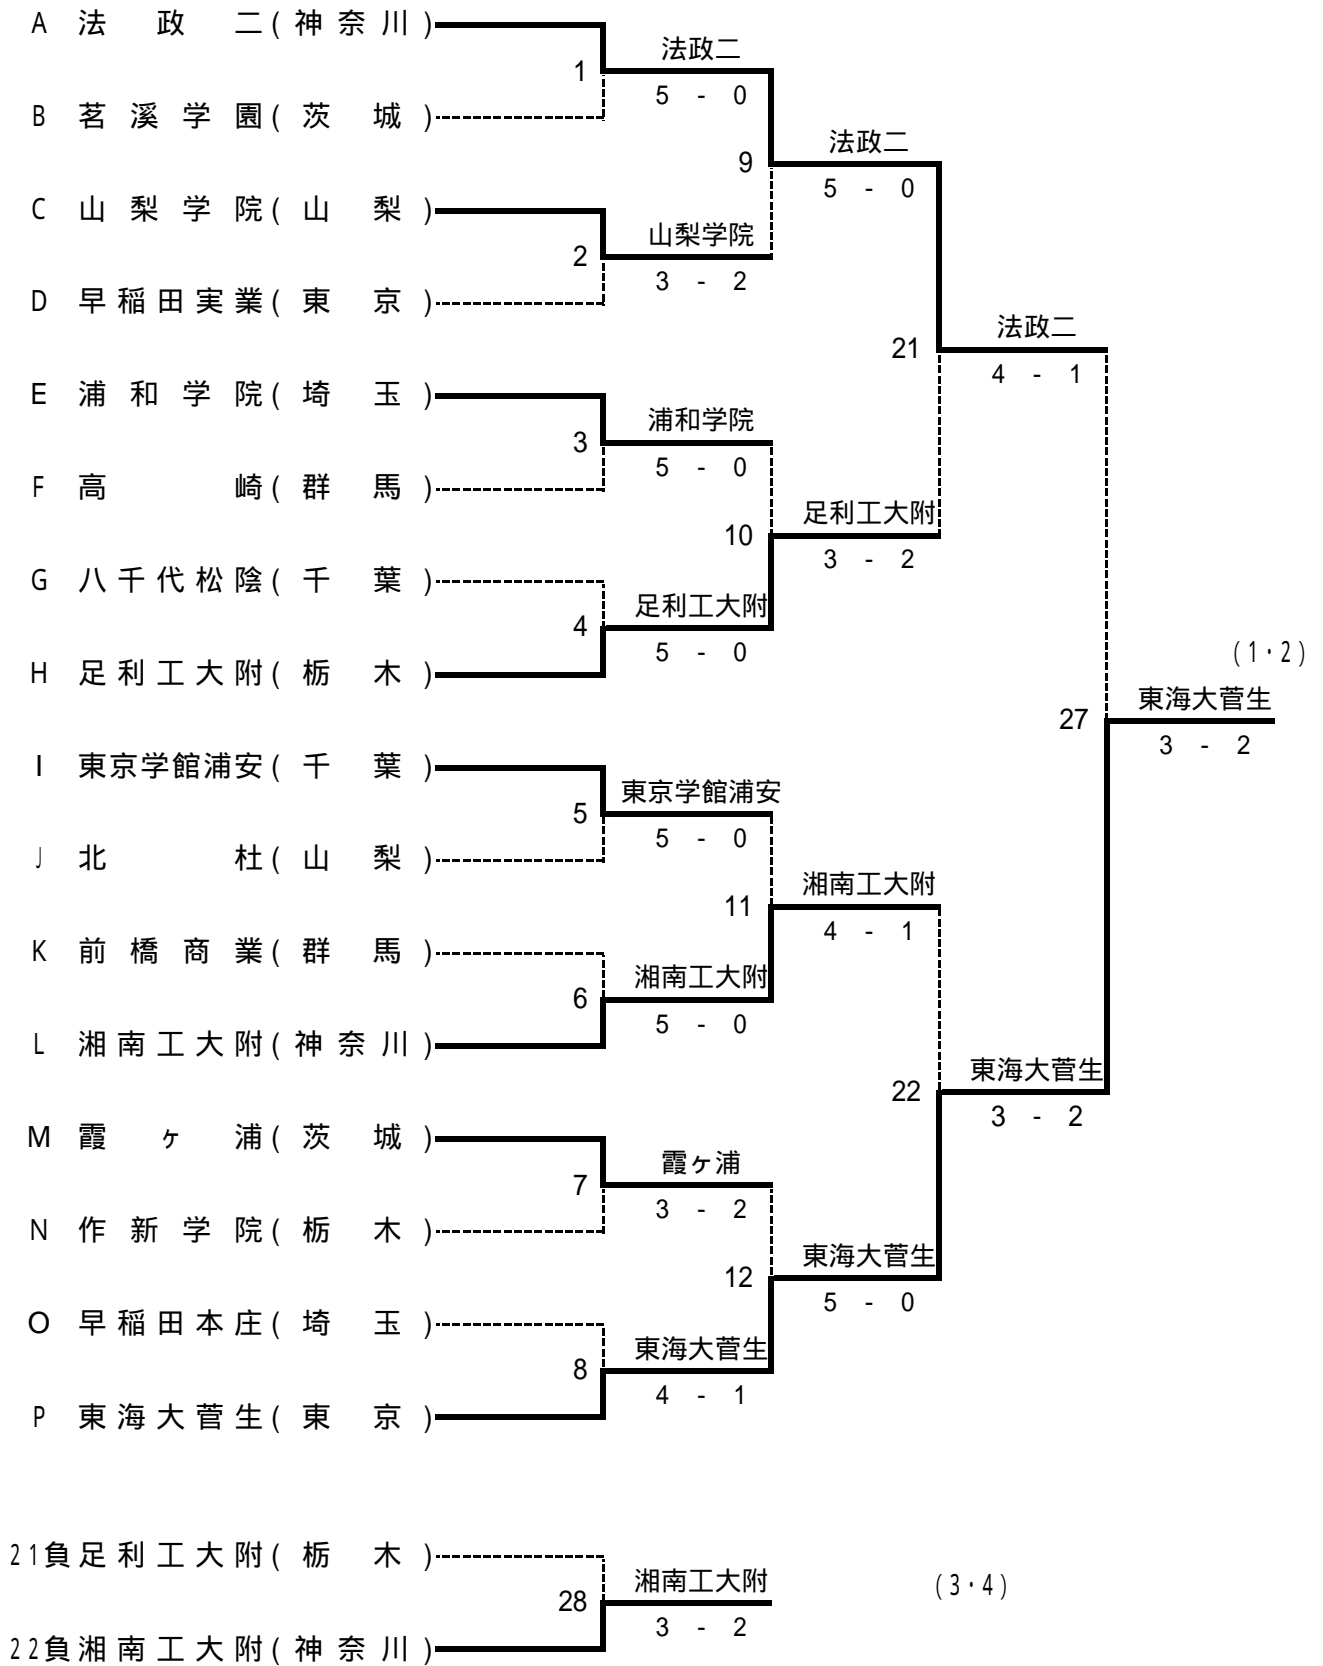 A 法政二(神奈川)
法政二
1
5 - 0
B 茗溪学園(茨城)
法政二
9
5 - 0
C 山梨学院(山梨)
山梨学院
2
3 - 2
D 早稲田実業(東京)
法政二
21
4 - 1
E 浦和学院(埼玉)
浦和学院
3
5 - 0
F 高崎(群馬)
足利工大附
10
3 - 2
G 八千代松陰(千葉)
足利工大附
4
5 - 0
(1・2)
H 足利工大附(栃木)
東海大菅生
27
3 - 2
I 東京学館浦安(千葉)
東京学館浦安
5
5 - 0
J 北杜(山梨)
湘南工大附
11
4 - 1
K 前橋商業(群馬)
湘南工大附
6
5 - 0
L 湘南工大附(神奈川)
東海大菅生
22
3 - 2
M 霞ヶ浦(茨城)
霞ヶ浦
7
3 - 2
N 作新学院(栃木)
東海大菅生
12
5 - 0
O 早稲田本庄(埼玉)
東海大菅生
8
4 - 1
P 東海大菅生(東京)
21負足利工大附(栃木)
湘南工大附
(3・4)
28
3 - 2
22負湘南工大附(神奈川)